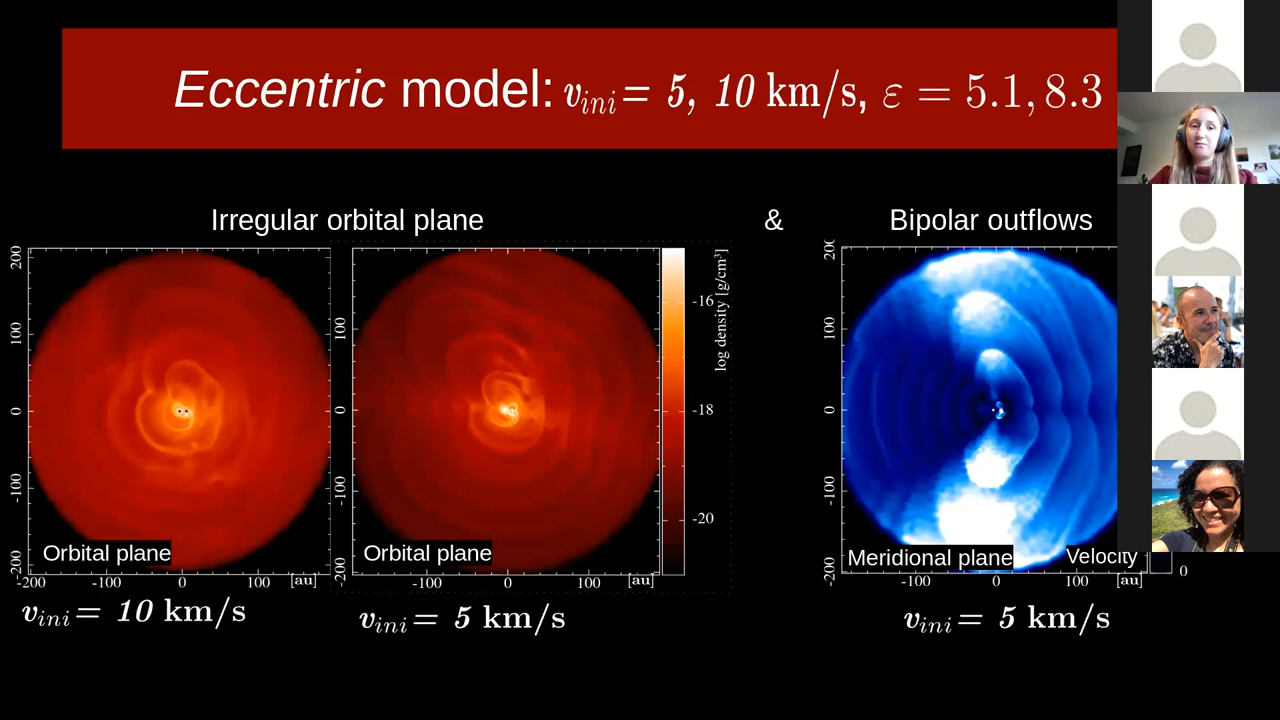 Eccentric model: v_ini = 5, 10 km/s, ε = 5.1, 8.3
Irregular orbital plane & Bipolar outflows
200
100
0
-100
-200
-200 -100 0 100 [au]
Orbital plane
v_ini = 10 km/s
100
0
-100
-200
-100 0 100 [au]
Orbital plane
v_ini = 5 km/s
log density [g/cm³]
-16
-18
-20
200
100
0
-100
-200
-100 0 100 [au]
Meridional plane
Velocity
0
v_ini = 5 km/s